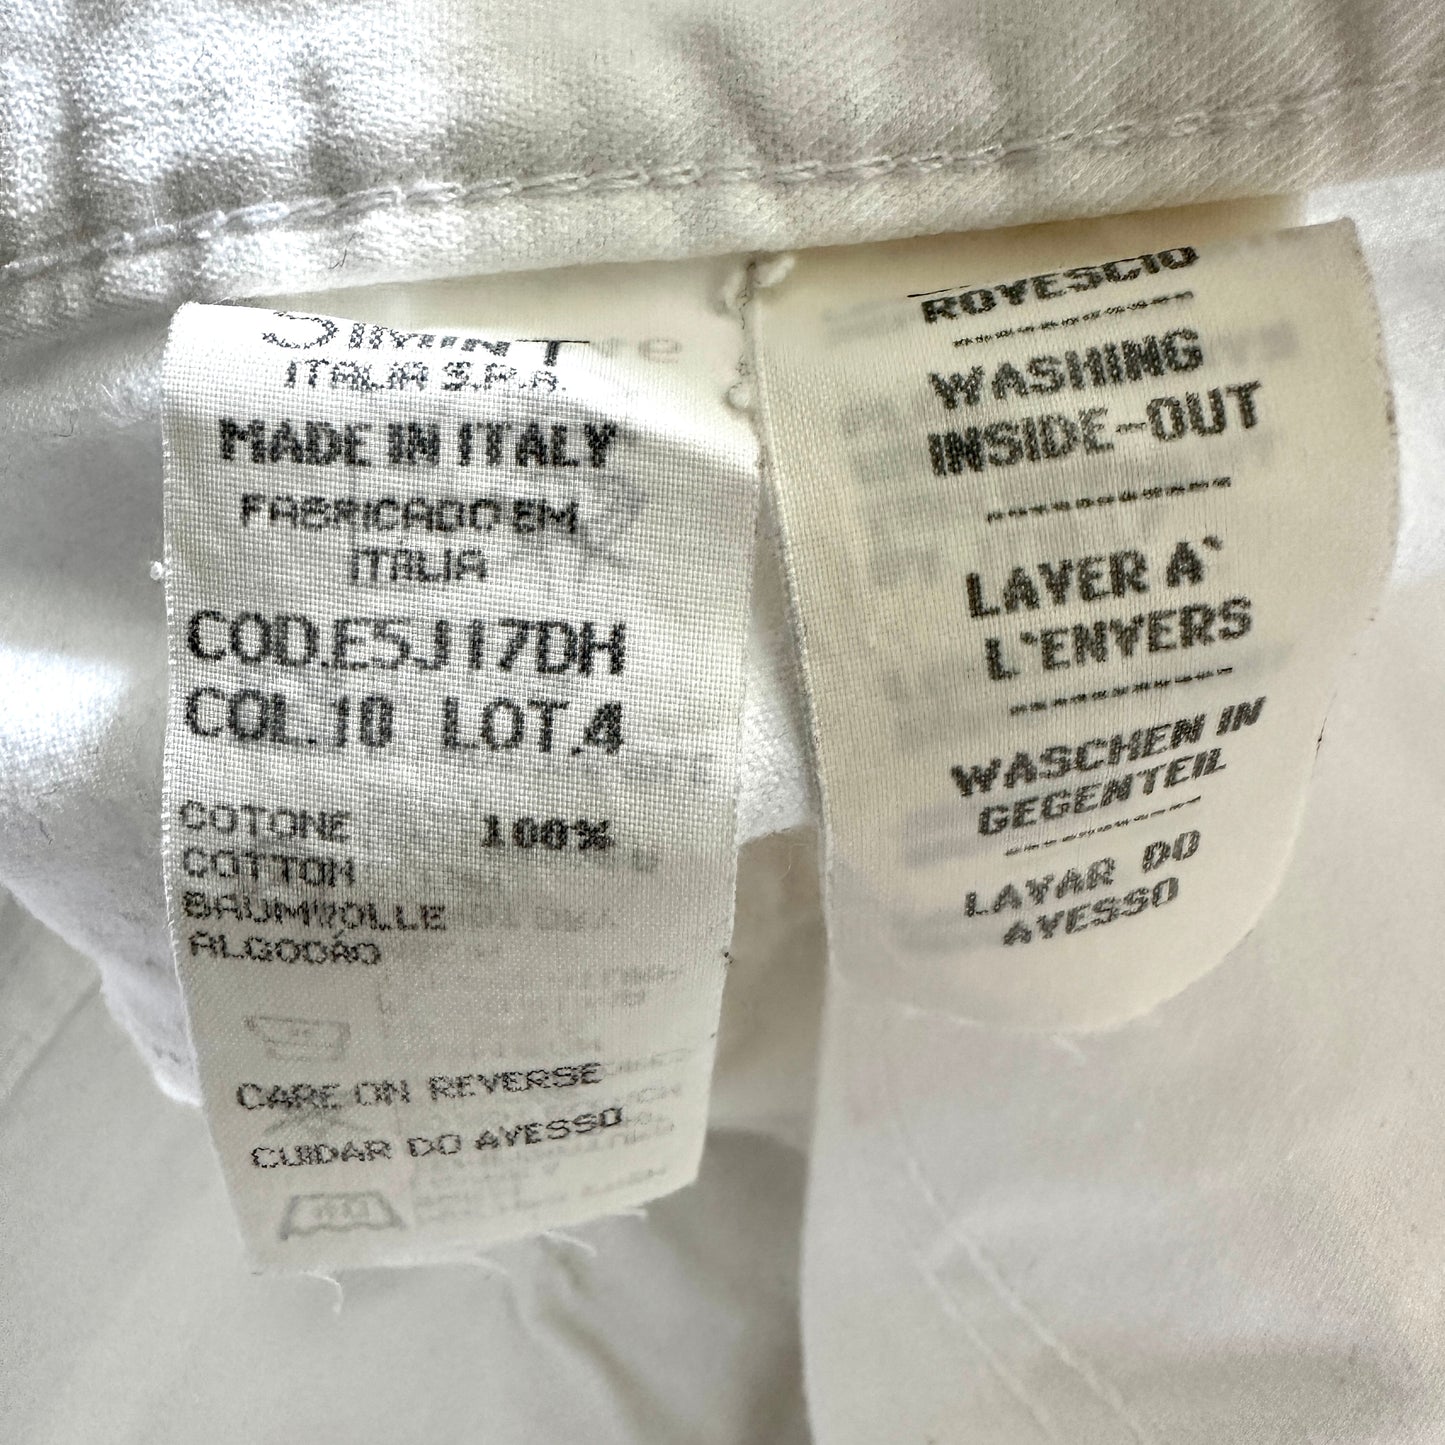 ITALIA S.P.A.
MADE IN ITALY
FABRICADO EM
ITALIA
COD.E5J17DH
COL.10 LOT.4
COTONE 100%
COTTON
BAUMWOLLE
ALGODÃO
CARE ON REVERSE
CUIDAR DO AVESSO
ROVESCIO
WASHING
INSIDE-OUT
LAVER A`
L`ENVERS
WASCHEN IN
GEGENTEIL
LAVAR DO
AVESSO